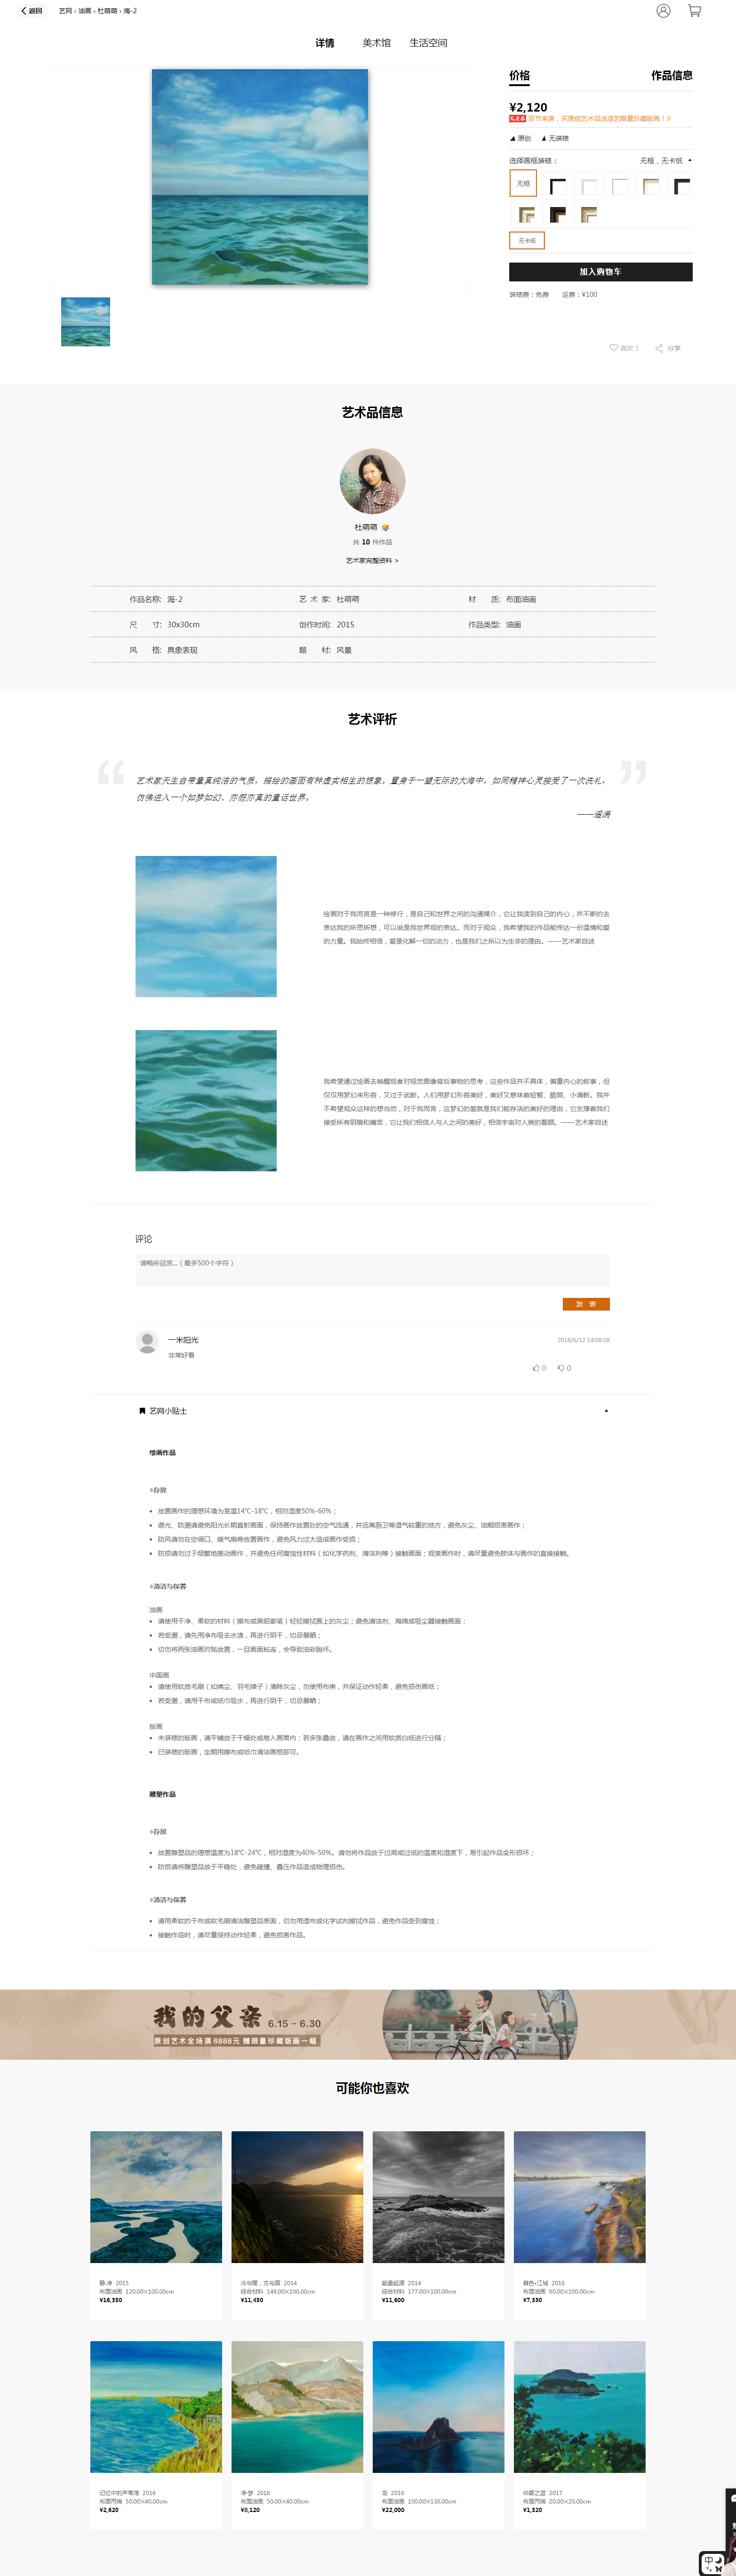 返回
艺网 › 油画 › 杜萌萌 › 海-2
详情 美术馆 生活空间
价格 作品信息
¥2,120
双节来满，买原创艺术品送造艺限量珍藏版画！
原创 无装裱
选择画框装裱： 无框，无卡纸
无框
无卡纸
加入购物车
装裱费：免费 运费：¥100
喜欢 1 分享
艺术品信息
杜萌萌
共 10 件作品
艺术家完整资料 >
作品名称: 海-2 艺 术 家: 杜萌萌 材 质: 布面油画
尺 寸: 30x30cm 创作时间: 2015 作品类型: 油画
风 格: 具象表现 题 材: 风景
艺术评析
艺术家天生自带童真纯洁的气质，描绘的画面有种虚实相生的想象。置身于一望无际的大海中，如同精神心灵接受了一次洗礼，
仿佛进入一个如梦如幻、亦假亦真的童话世界。
——遥潇
绘画对于我而言是一种修行，是自己和世界之间的沟通媒介，它让我读到自己的内心，并不断的去
表达我的所思所想，可以说是我世界观的表达。而对于观众，我希望我的作品能传达一份温情和爱
的力量。我始终相信，爱是化解一切的动力，也是我们之所以为生命的理由。——艺术家自述
我希望通过绘画去唤醒观者对视觉图像背后事物的思考，这些作品并不具体，偏重内心的叙事，但
仅仅用梦幻来形容，又过于武断。人们用梦幻形容美好，美好又意味着短暂、脆弱、小清新。我并
不希望观众这样的想当然，对于我而言，这梦幻的爱就是我们能存活的美好的理由，它支撑着我们
接受所有阴暗和痛苦，它让我们相信人与人之间的美好，相信宇宙对人类的眷顾。——艺术家自述
评论
请畅所欲言...（最多500个字符）
发 表
一米阳光 2018/6/12 14:08:58
非常好看
0 0
艺网小贴士
绘画作品
※存放
放置画作的理想环境为室温14℃-18℃，相对湿度50%-60%；
避光、防潮请避免阳光长期直射画面，保持画作放置处的空气流通，并远离厨卫等湿气较重的地方，避免灰尘、油烟损害画作；
防风请勿在空调口、暖气扇旁放置画作，避免风力过大造成画作受损；
防损请勿过于频繁地搬动画作，并避免任何腐蚀性材料（如化学药剂、清洁剂等）接触画面；观赏画作时，请尽量避免肢体与画作的直接接触。
※清洁与保养
油画
请使用干净、柔软的材料（擦布或黑貂豪笔）轻轻擦拭画上的灰尘；避免清洁剂、海绵或吸尘器接触画面；
若受潮，请先用净布吸去水渍，再进行阴干，切忌暴晒；
切勿将两张油画对贴放置，一旦画面粘连，会导致油彩脱坏。
中国画
请使用软质毛刷（如拂尘、羽毛掸子）清除灰尘，勿使用布类，并保证动作轻柔，避免损伤画纸；
若受潮，请用干布或纸巾吸水，再进行阴干，切忌暴晒；
版画
未装裱的版画，请平铺放于干燥处或卷入画筒内；若多张叠放，请在画作之间用软质白纸进行分隔；
已装裱的版画，定期用擦布或纸巾清洁画框即可。
雕塑作品
※存放
放置雕塑品的理想温度为18℃-24℃，相对湿度为40%-50%。请勿将作品放于过高或过低的温度和湿度下，易引起作品变形损坏；
防损请将雕塑品放于平稳处，避免碰撞、叠压作品造成物理损伤。
※清洁与保养
请用柔软的干布或软毛刷清洁雕塑品表面，切勿用湿布或化学试剂擦拭作品，避免作品受到腐蚀；
接触作品时，请尽量保持动作轻柔，避免损害作品。
我的父亲 6.15 - 6.30
原创艺术全场满6888元 赠限量珍藏版画一幅
可能你也喜欢
静.净 2015
布面油画 120.00×100.00cm
¥16,350
冷与暖，方与圆 2014
综合材料 149.00×100.00cm
¥11,450
能量起源 2014
综合材料 177.00×100.00cm
¥11,600
暮色•江城 2016
布面油画 90.00×100.00cm
¥7,350
记忆中的芦苇荡 2016
布面丙烯 50.00×40.00cm
¥2,620
净.梦 2016
布面油画 50.00×40.00cm
¥8,120
岛 2016
布面油画 100.00×130.00cm
¥22,000
仲夏之蓝 2017
布面丙烯 20.00×20.00cm
¥1,320
中